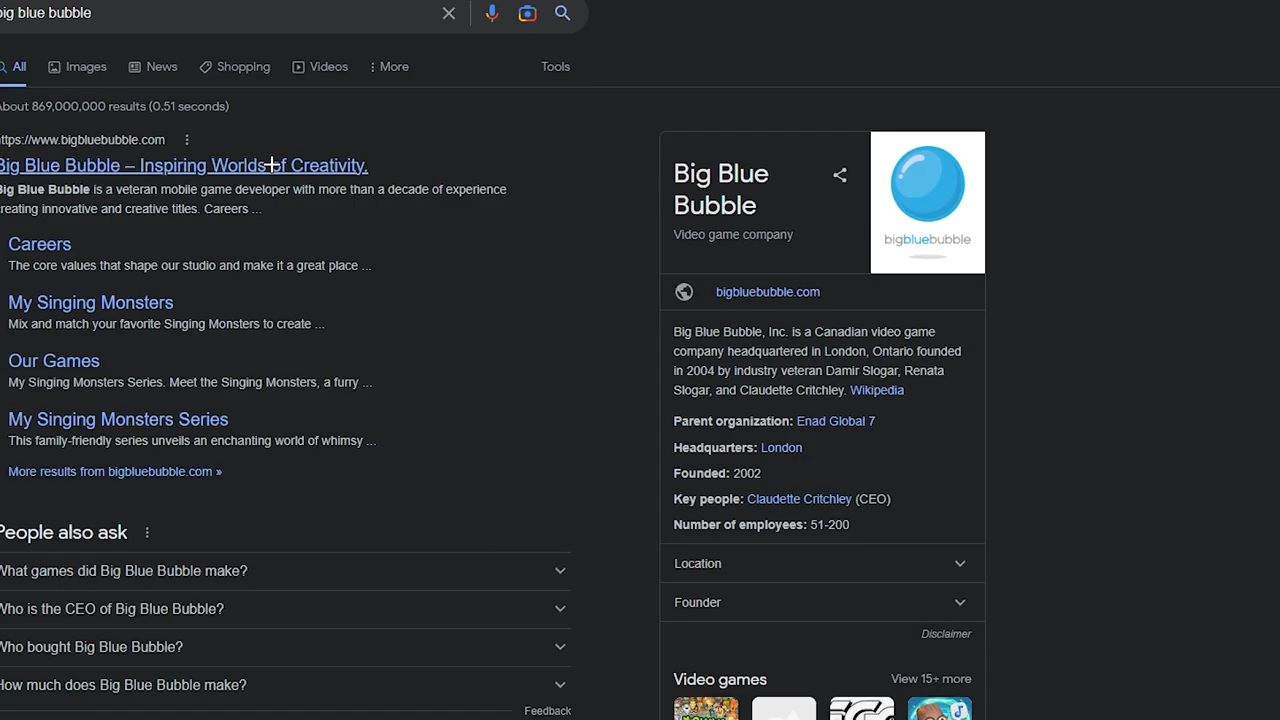 big blue bubble
All Images News Shopping Videos More Tools
About 869,000,000 results (0.51 seconds)
https://www.bigbluebubble.com
Big Blue Bubble – Inspiring Worlds of Creativity.
Big Blue Bubble is a veteran mobile game developer with more than a decade of experience
creating innovative and creative titles. Careers ...
Careers
The core values that shape our studio and make it a great place ...
My Singing Monsters
Mix and match your favorite Singing Monsters to create ...
Our Games
My Singing Monsters Series. Meet the Singing Monsters, a furry ...
My Singing Monsters Series
This family-friendly series unveils an enchanting world of whimsy ...
More results from bigbluebubble.com »
People also ask
What games did Big Blue Bubble make?
Who is the CEO of Big Blue Bubble?
Who bought Big Blue Bubble?
How much does Big Blue Bubble make?
Feedback
Big Blue
Bubble
Video game company
bigbluebubble
bigbluebubble.com
Big Blue Bubble, Inc. is a Canadian video game
company headquartered in London, Ontario founded
in 2004 by industry veteran Damir Slogar, Renata
Slogar, and Claudette Critchley. Wikipedia
Parent organization: Enad Global 7
Headquarters: London
Founded: 2002
Key people: Claudette Critchley (CEO)
Number of employees: 51-200
Location
Founder
Disclaimer
Video games View 15+ more